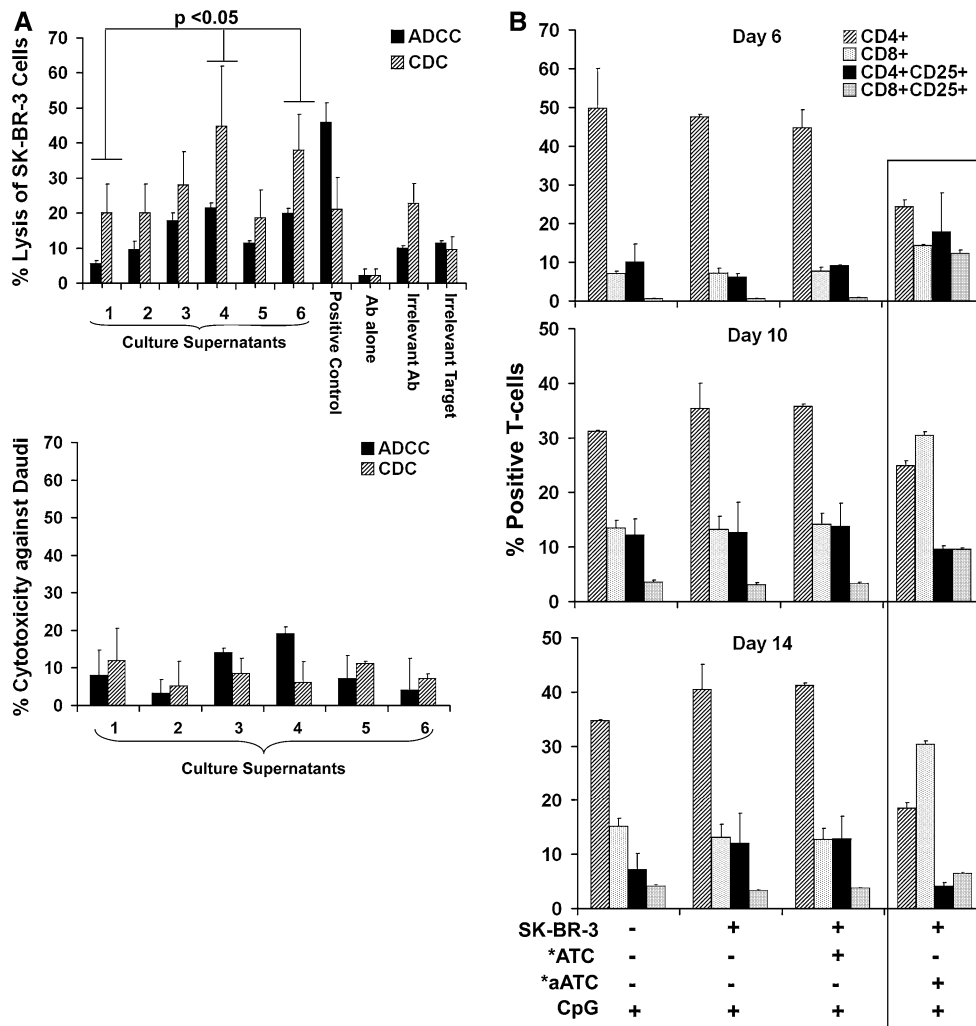 A
p <0.05
ADCC
CDC
% Lysis of SK-BR-3 Cells
70
60
50
40
30
20
10
0
1 2 3 4 5 6
Culture Supernatants
Positive Control
Ab alone
Irrelevant Ab
Irrelevant Target
ADCC
CDC
% Cytotoxicity against Daudi
70
60
50
40
30
20
10
0
1 2 3 4 5 6
Culture Supernatants
B
Day 6
CD4+
CD8+
CD4+CD25+
CD8+CD25+
70
60
50
40
30
20
10
0
Day 10
% Positive T-cells
50
40
30
20
10
0
Day 14
50
40
30
20
10
0
SK-BR-3 - + + +
*ATC - - + -
*aATC - - - +
CpG + + + +